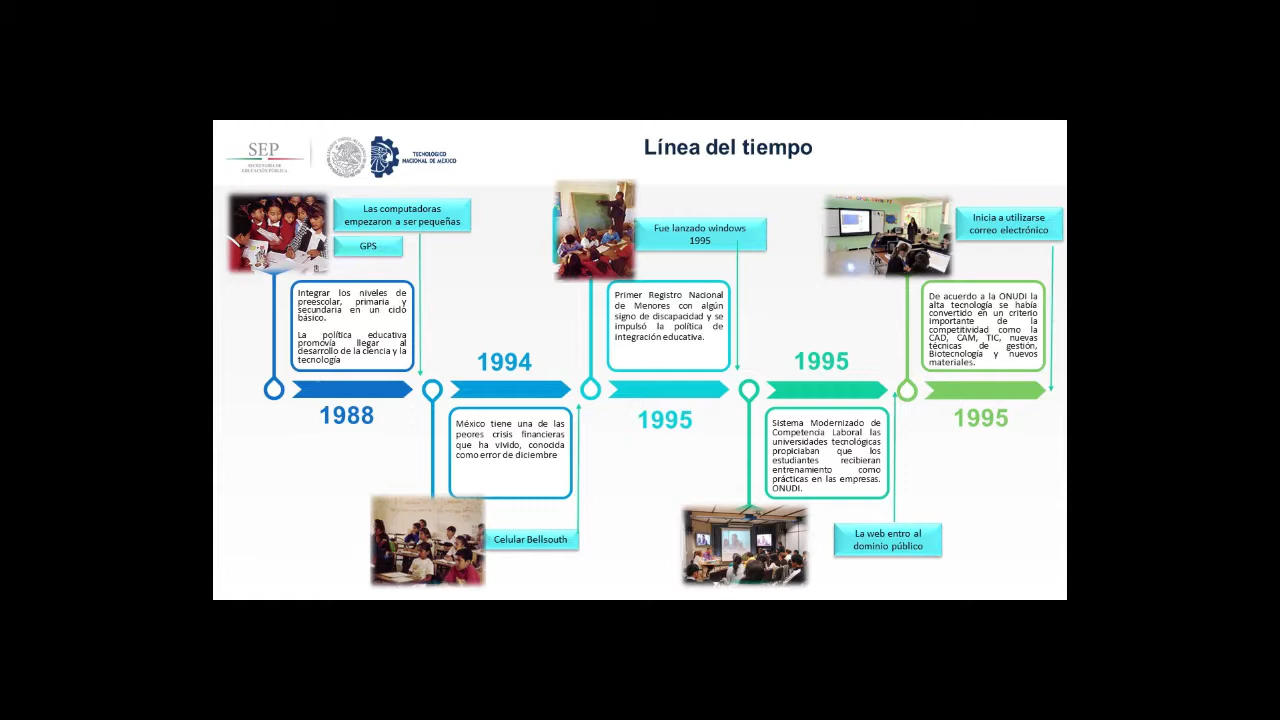 SEP
SECRETARÍA DE
EDUCACIÓN PÚBLICA
TECNOLÓGICO
NACIONAL DE MÉXICO
Línea del tiempo
Las computadoras
empezaron a ser pequeñas
GPS
Integrar los niveles de
preescolar, primaria y
secundaria en un ciclo
básico.
La política educativa
promovía llegar al
desarrollo de la ciencia y la
tecnología
1988
1994
México tiene una de las
peores crisis financieras
que ha vivido, conocida
como error de diciembre
Celular Bellsouth
Fue lanzado windows
1995
Primer Registro Nacional
de Menores con algún
signo de discapacidad y se
impulsó la política de
integración educativa.
1995
1995
Sistema Modernizado de
Competencia Laboral las
universidades tecnológicas
propiciaban que los
estudiantes recibieran
entrenamiento como
prácticas en las empresas.
ONUDI.
La web entro al
dominio público
Inicia a utilizarse
correo electrónico
De acuerdo a la ONUDI la
alta tecnología se había
convertido en un criterio
importante de la
competitividad como la
CAD, CAM, TIC, nuevas
técnicas de gestión,
Biotecnología y nuevos
materiales.
1995